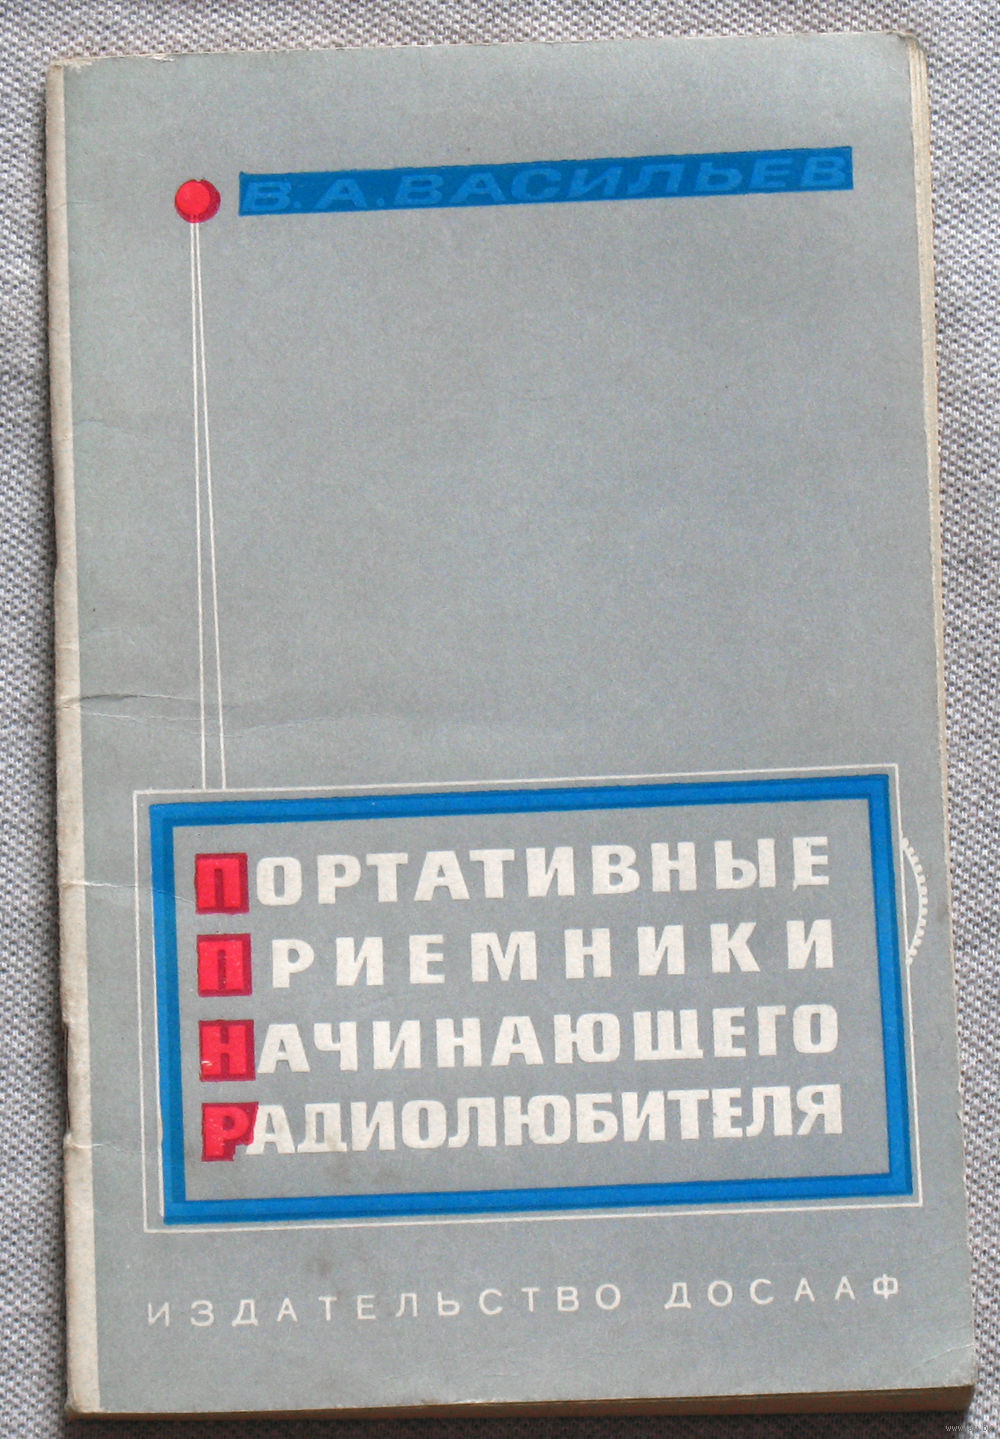 В.А.ВАСИЛЬЕВ
ПОРТАТИВНЫЕ
ПРИЕМНИКИ
НАЧИНАЮЩЕГО
РАДИОЛЮБИТЕЛЯ
ИЗДАТЕЛЬСТВО ДОСААФ